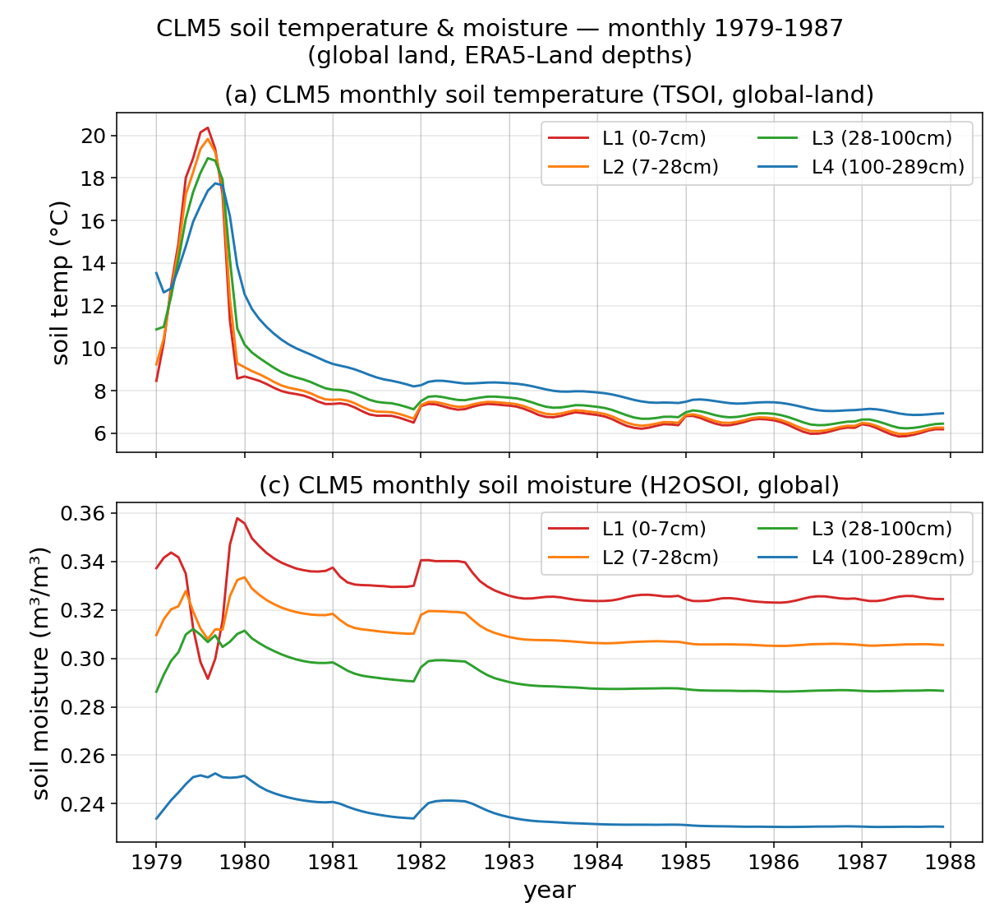 CLM5 soil temperature & moisture — monthly 1979-1987
(global land, ERA5-Land depths)
(a) CLM5 monthly soil temperature (TSOI, global-land)
soil temp (°C)
20
18
16
14
12
10
8
6
L1 (0-7cm)
L2 (7-28cm)
L3 (28-100cm)
L4 (100-289cm)
(c) CLM5 monthly soil moisture (H2OSOI, global)
soil moisture (m³/m³)
0.36
0.34
0.32
0.30
0.28
0.26
0.24
L1 (0-7cm)
L2 (7-28cm)
L3 (28-100cm)
L4 (100-289cm)
1979 1980 1981 1982 1983 1984 1985 1986 1987 1988
year